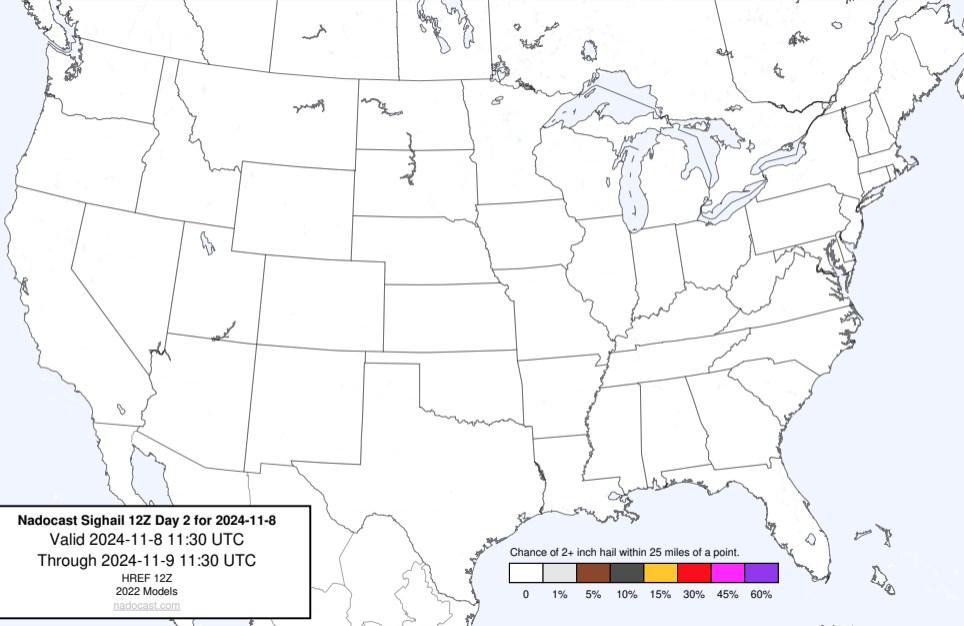 Nadocast Sighail 12Z Day 2 for 2024-11-8
Valid 2024-11-8 11:30 UTC
Through 2024-11-9 11:30 UTC
HREF 12Z
2022 Models
nadocast.com
Chance of 2+ inch hail within 25 miles of a point.
0 1% 5% 10% 15% 30% 45% 60%